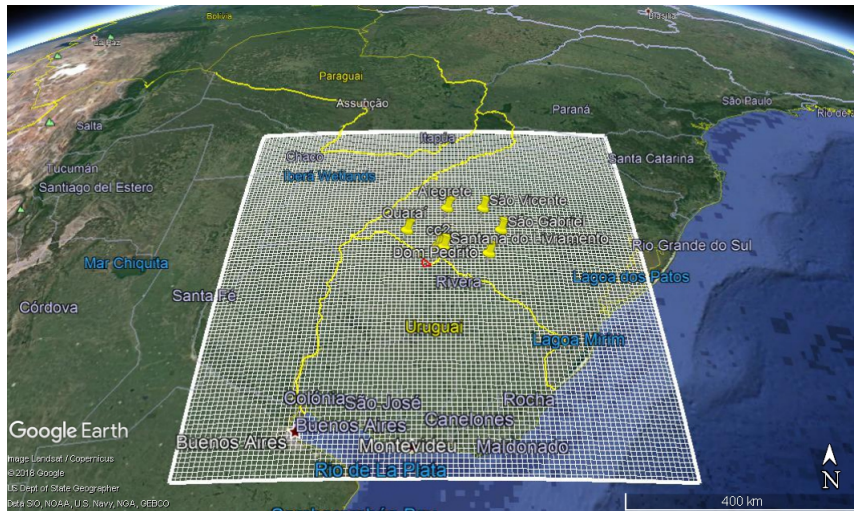 Bolívia
Brasília
La Paz
Paraguai
Assunção
Paraná
São Paulo
Rio de
Salta
Itapúa
Chaco
Santa Catarina
Tucumán
Iberá Wetlands
Santiago del Estero
Alegrete
São Vicente
Quaraí
São Gabriel
cc2
Santana do Livramento
Dom Pedrito
Rio Grande do Sul
Mar Chiquita
Lagoa dos Patos
Rivera
Santa Fé
Córdova
Uruguai
Lagoa Mirim
Colônia
São José
Rocha
Canelones
Buenos Aires
Google Earth
Buenos Aires
Montevidéu
Maldonado
Image Landsat / Copernicus
Rio de La Plata
©2018 Google
N
US Dept of State Geographer
400 km
Data SIO, NOAA, U.S. Navy, NGA, GEBCO